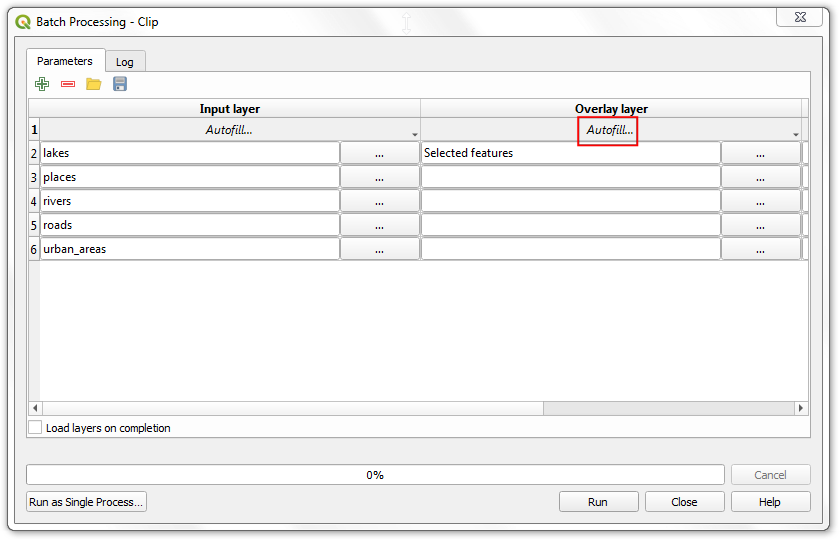 Batch Processing - Clip
Parameters Log
Input layer Overlay layer
1 Autofill... Autofill...
2 lakes ... Selected features ...
3 places ... ...
4 rivers ... ...
5 roads ... ...
6 urban_areas ... ...
Load layers on completion
0% Cancel
Run as Single Process... Run Close Help